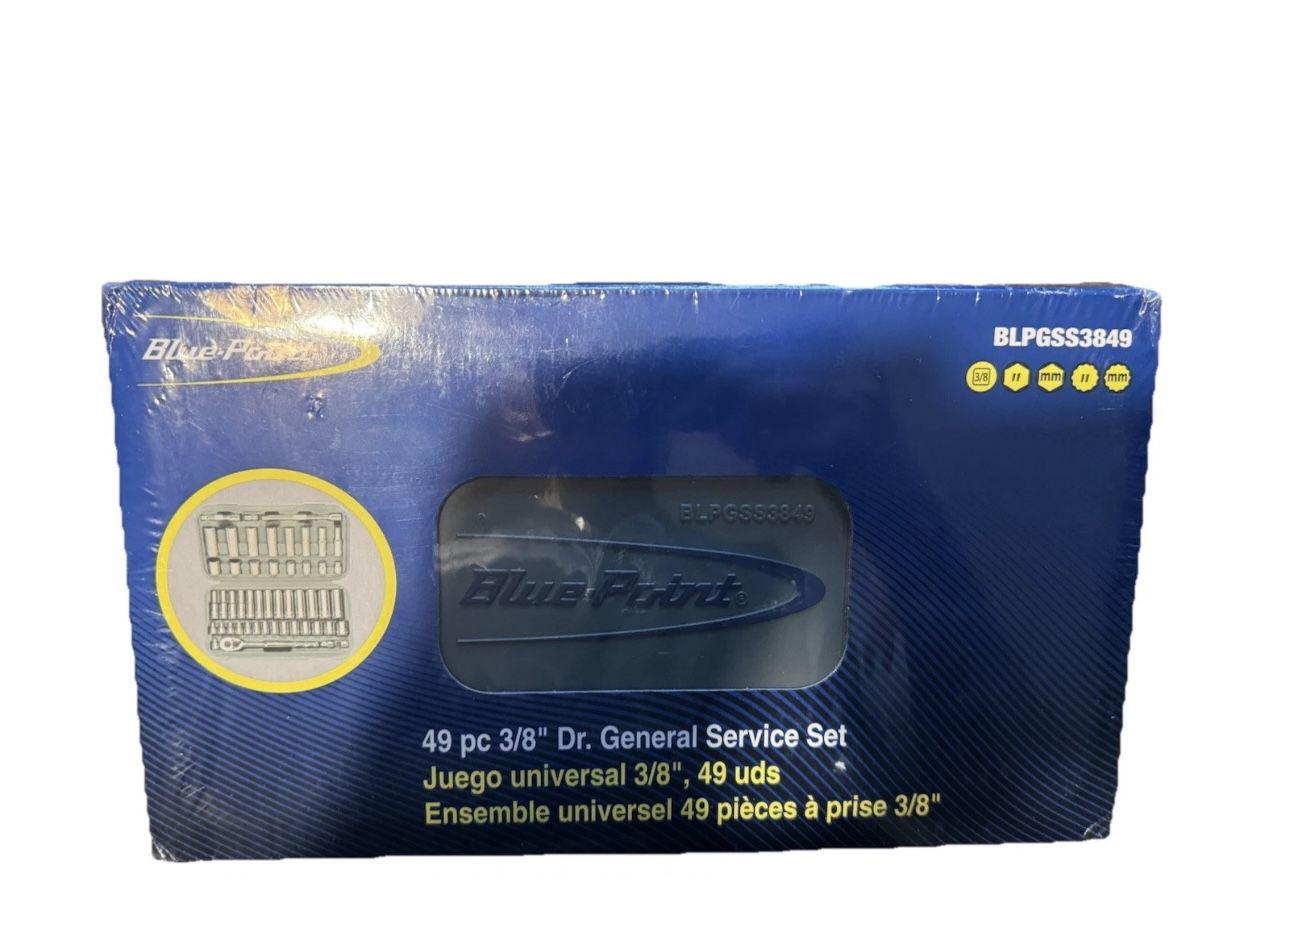 Blue-Point
BLPGSS3849
3/8 " mm " mm
BLPGSS3849
Blue-Point®
49 pc 3/8" Dr. General Service Set
Juego universal 3/8", 49 uds
Ensemble universel 49 pièces à prise 3/8"